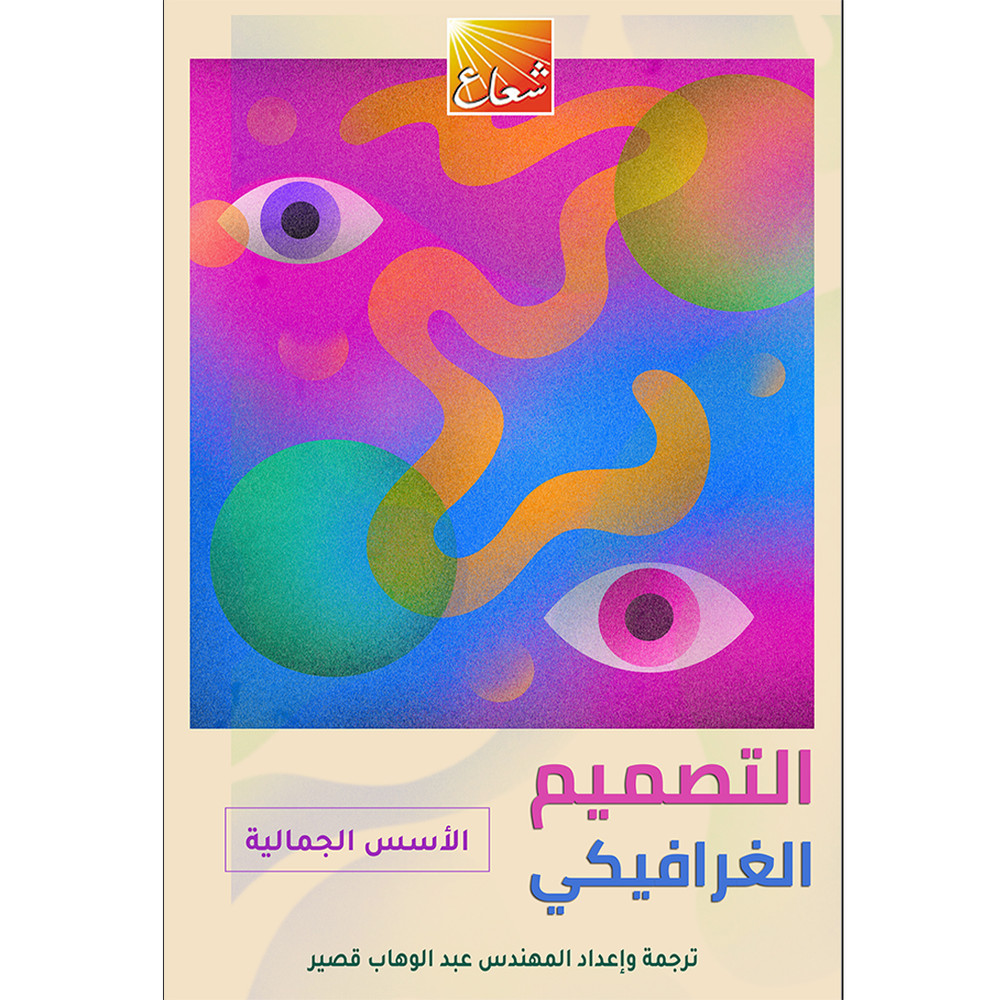 شعاع
التصميم
الغرافيكي
الأسس الجمالية
ترجمة وإعداد المهندس عبد الوهاب قصير